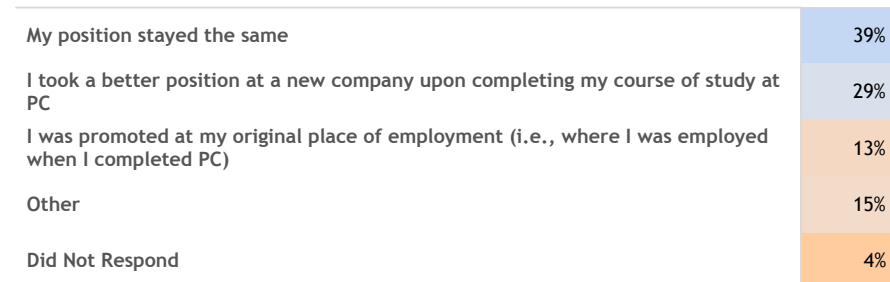 My position stayed the same 39%
I took a better position at a new company upon completing my course of study at
PC 29%
I was promoted at my original place of employment (i.e., where I was employed
when I completed PC) 13%
Other 15%
Did Not Respond 4%